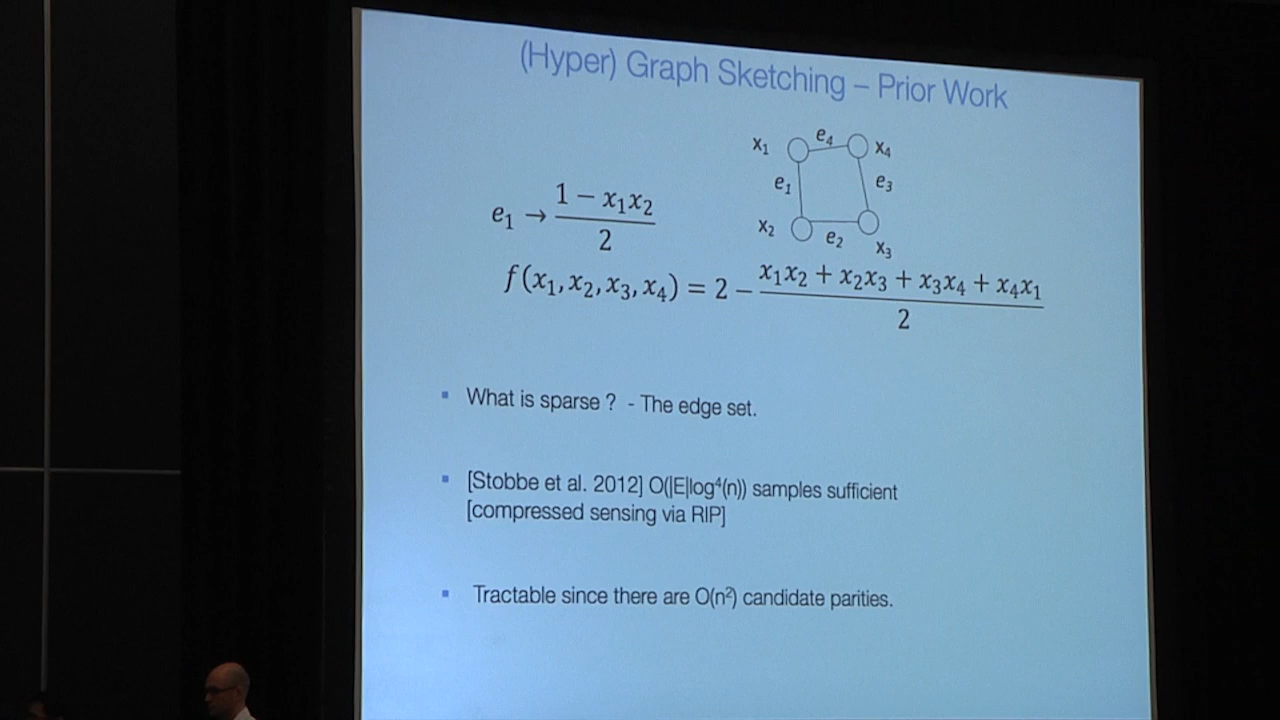 (Hyper) Graph Sketching – Prior Work
x₁ e₄ x₄
e₁ e₃
x₂ e₂ x₃
e₁ → (1 − x₁x₂)/2
f(x₁, x₂, x₃, x₄) = 2 − (x₁x₂ + x₂x₃ + x₃x₄ + x₄x₁)/2
▪ What is sparse ? - The edge set.
▪ [Stobbe et al. 2012] O(|E|log⁴(n)) samples sufficient
[compressed sensing via RIP]
▪ Tractable since there are O(n²) candidate parities.